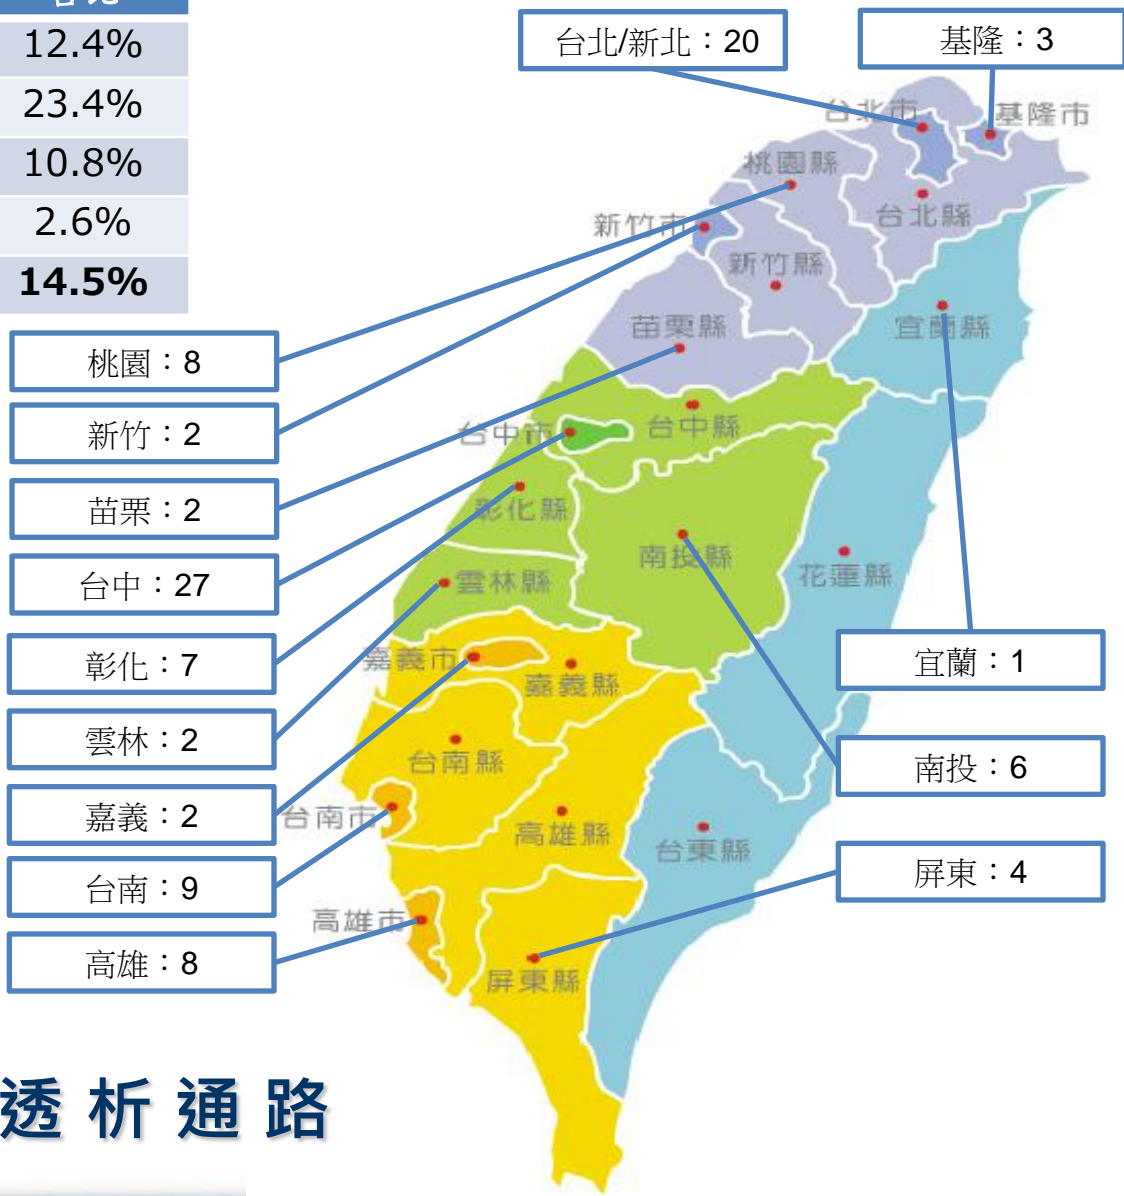 占比
12.4%
23.4%
10.8%
2.6%
14.5%
台北/新北：20
基隆：3
台北市
基隆市
桃園縣
台北縣
新竹市
新竹縣
宜蘭縣
苗栗縣
桃園：8
新竹：2
苗栗：2
台中：27
彰化：7
雲林：2
嘉義：2
台南：9
高雄：8
台中市
台中縣
彰化縣
南投縣
花蓮縣
雲林縣
嘉義市
嘉義縣
台南縣
台南市
高雄縣
台東縣
高雄市
屏東縣
宜蘭：1
南投：6
屏東：4
透析通路